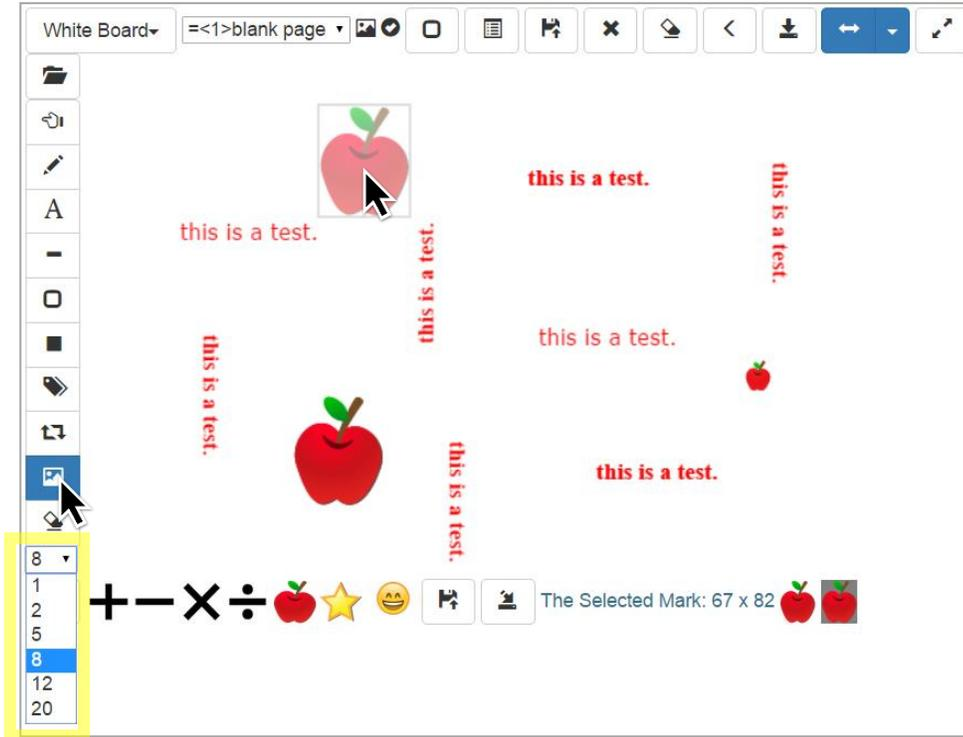 White Board
=<1>blank page
A
this is a test.
this is a test.
this is a test.
this is a test.
this is a test.
this is a test.
this is a test.
this is a test.
8
1
2
5
8
12
20
+ − × ÷
The Selected Mark: 67 x 82